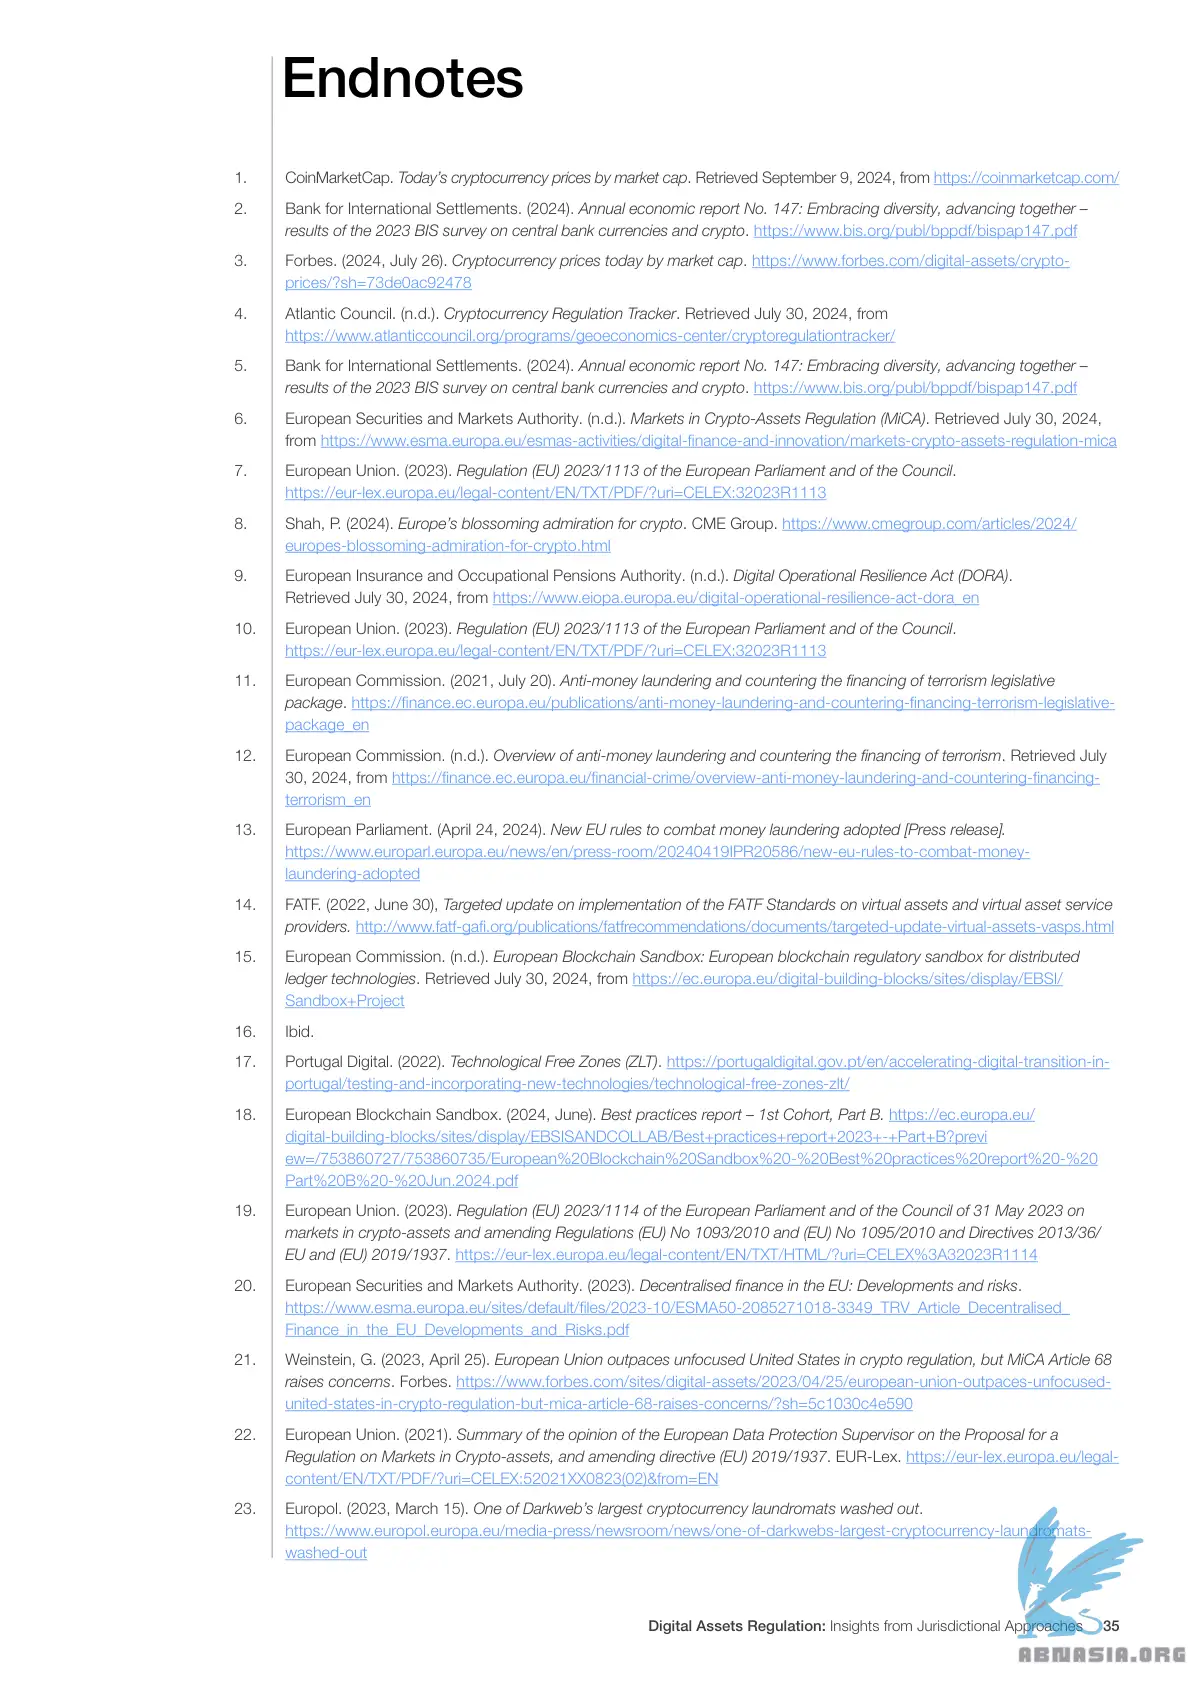 Endnotes
1. CoinMarketCap. Today’s cryptocurrency prices by market cap. Retrieved September 9, 2024, from https://coinmarketcap.com/
2. Bank for International Settlements. (2024). Annual economic report No. 147: Embracing diversity, advancing together –
results of the 2023 BIS survey on central bank currencies and crypto. https://www.bis.org/publ/bppdf/bispap147.pdf
3. Forbes. (2024, July 26). Cryptocurrency prices today by market cap. https://www.forbes.com/digital-assets/crypto-
prices/?sh=73de0ac92478
4. Atlantic Council. (n.d.). Cryptocurrency Regulation Tracker. Retrieved July 30, 2024, from
https://www.atlanticcouncil.org/programs/geoeconomics-center/cryptoregulationtracker/
5. Bank for International Settlements. (2024). Annual economic report No. 147: Embracing diversity, advancing together –
results of the 2023 BIS survey on central bank currencies and crypto. https://www.bis.org/publ/bppdf/bispap147.pdf
6. European Securities and Markets Authority. (n.d.). Markets in Crypto-Assets Regulation (MiCA). Retrieved July 30, 2024,
from https://www.esma.europa.eu/esmas-activities/digital-finance-and-innovation/markets-crypto-assets-regulation-mica
7. European Union. (2023). Regulation (EU) 2023/1113 of the European Parliament and of the Council.
https://eur-lex.europa.eu/legal-content/EN/TXT/PDF/?uri=CELEX:32023R1113
8. Shah, P. (2024). Europe’s blossoming admiration for crypto. CME Group. https://www.cmegroup.com/articles/2024/
europes-blossoming-admiration-for-crypto.html
9. European Insurance and Occupational Pensions Authority. (n.d.). Digital Operational Resilience Act (DORA).
Retrieved July 30, 2024, from https://www.eiopa.europa.eu/digital-operational-resilience-act-dora_en
10. European Union. (2023). Regulation (EU) 2023/1113 of the European Parliament and of the Council.
https://eur-lex.europa.eu/legal-content/EN/TXT/PDF/?uri=CELEX:32023R1113
11. European Commission. (2021, July 20). Anti-money laundering and countering the financing of terrorism legislative
package. https://finance.ec.europa.eu/publications/anti-money-laundering-and-countering-financing-terrorism-legislative-
package_en
12. European Commission. (n.d.). Overview of anti-money laundering and countering the financing of terrorism. Retrieved July
30, 2024, from https://finance.ec.europa.eu/financial-crime/overview-anti-money-laundering-and-countering-financing-
terrorism_en
13. European Parliament. (April 24, 2024). New EU rules to combat money laundering adopted [Press release].
https://www.europarl.europa.eu/news/en/press-room/20240419IPR20586/new-eu-rules-to-combat-money-
laundering-adopted
14. FATF. (2022, June 30), Targeted update on implementation of the FATF Standards on virtual assets and virtual asset service
providers. http://www.fatf-gafi.org/publications/fatfrecommendations/documents/targeted-update-virtual-assets-vasps.html
15. European Commission. (n.d.). European Blockchain Sandbox: European blockchain regulatory sandbox for distributed
ledger technologies. Retrieved July 30, 2024, from https://ec.europa.eu/digital-building-blocks/sites/display/EBSI/
Sandbox+Project
16. Ibid.
17. Portugal Digital. (2022). Technological Free Zones (ZLT). https://portugaldigital.gov.pt/en/accelerating-digital-transition-in-
portugal/testing-and-incorporating-new-technologies/technological-free-zones-zlt/
18. European Blockchain Sandbox. (2024, June). Best practices report – 1st Cohort, Part B. https://ec.europa.eu/
digital-building-blocks/sites/display/EBSISANDCOLLAB/Best+practices+report+2023+-+Part+B?previ
ew=/753860727/753860735/European%20Blockchain%20Sandbox%20-%20Best%20practices%20report%20-%20
Part%20B%20-%20Jun.2024.pdf
19. European Union. (2023). Regulation (EU) 2023/1114 of the European Parliament and of the Council of 31 May 2023 on
markets in crypto-assets and amending Regulations (EU) No 1093/2010 and (EU) No 1095/2010 and Directives 2013/36/
EU and (EU) 2019/1937. https://eur-lex.europa.eu/legal-content/EN/TXT/HTML/?uri=CELEX%3A32023R1114
20. European Securities and Markets Authority. (2023). Decentralised finance in the EU: Developments and risks.
https://www.esma.europa.eu/sites/default/files/2023-10/ESMA50-2085271018-3349_TRV_Article_Decentralised_
Finance_in_the_EU_Developments_and_Risks.pdf
21. Weinstein, G. (2023, April 25). European Union outpaces unfocused United States in crypto regulation, but MiCA Article 68
raises concerns. Forbes. https://www.forbes.com/sites/digital-assets/2023/04/25/european-union-outpaces-unfocused-
united-states-in-crypto-regulation-but-mica-article-68-raises-concerns/?sh=5c1030c4e590
22. European Union. (2021). Summary of the opinion of the European Data Protection Supervisor on the Proposal for a
Regulation on Markets in Crypto-assets, and amending directive (EU) 2019/1937. EUR-Lex. https://eur-lex.europa.eu/legal-
content/EN/TXT/PDF/?uri=CELEX:52021XX0823(02)&from=EN
23. Europol. (2023, March 15). One of Darkweb’s largest cryptocurrency laundromats washed out.
https://www.europol.europa.eu/media-press/newsroom/news/one-of-darkwebs-largest-cryptocurrency-laundromats-
washed-out
Digital Assets Regulation: Insights from Jurisdictional Approaches 35
ABNASIA.ORG